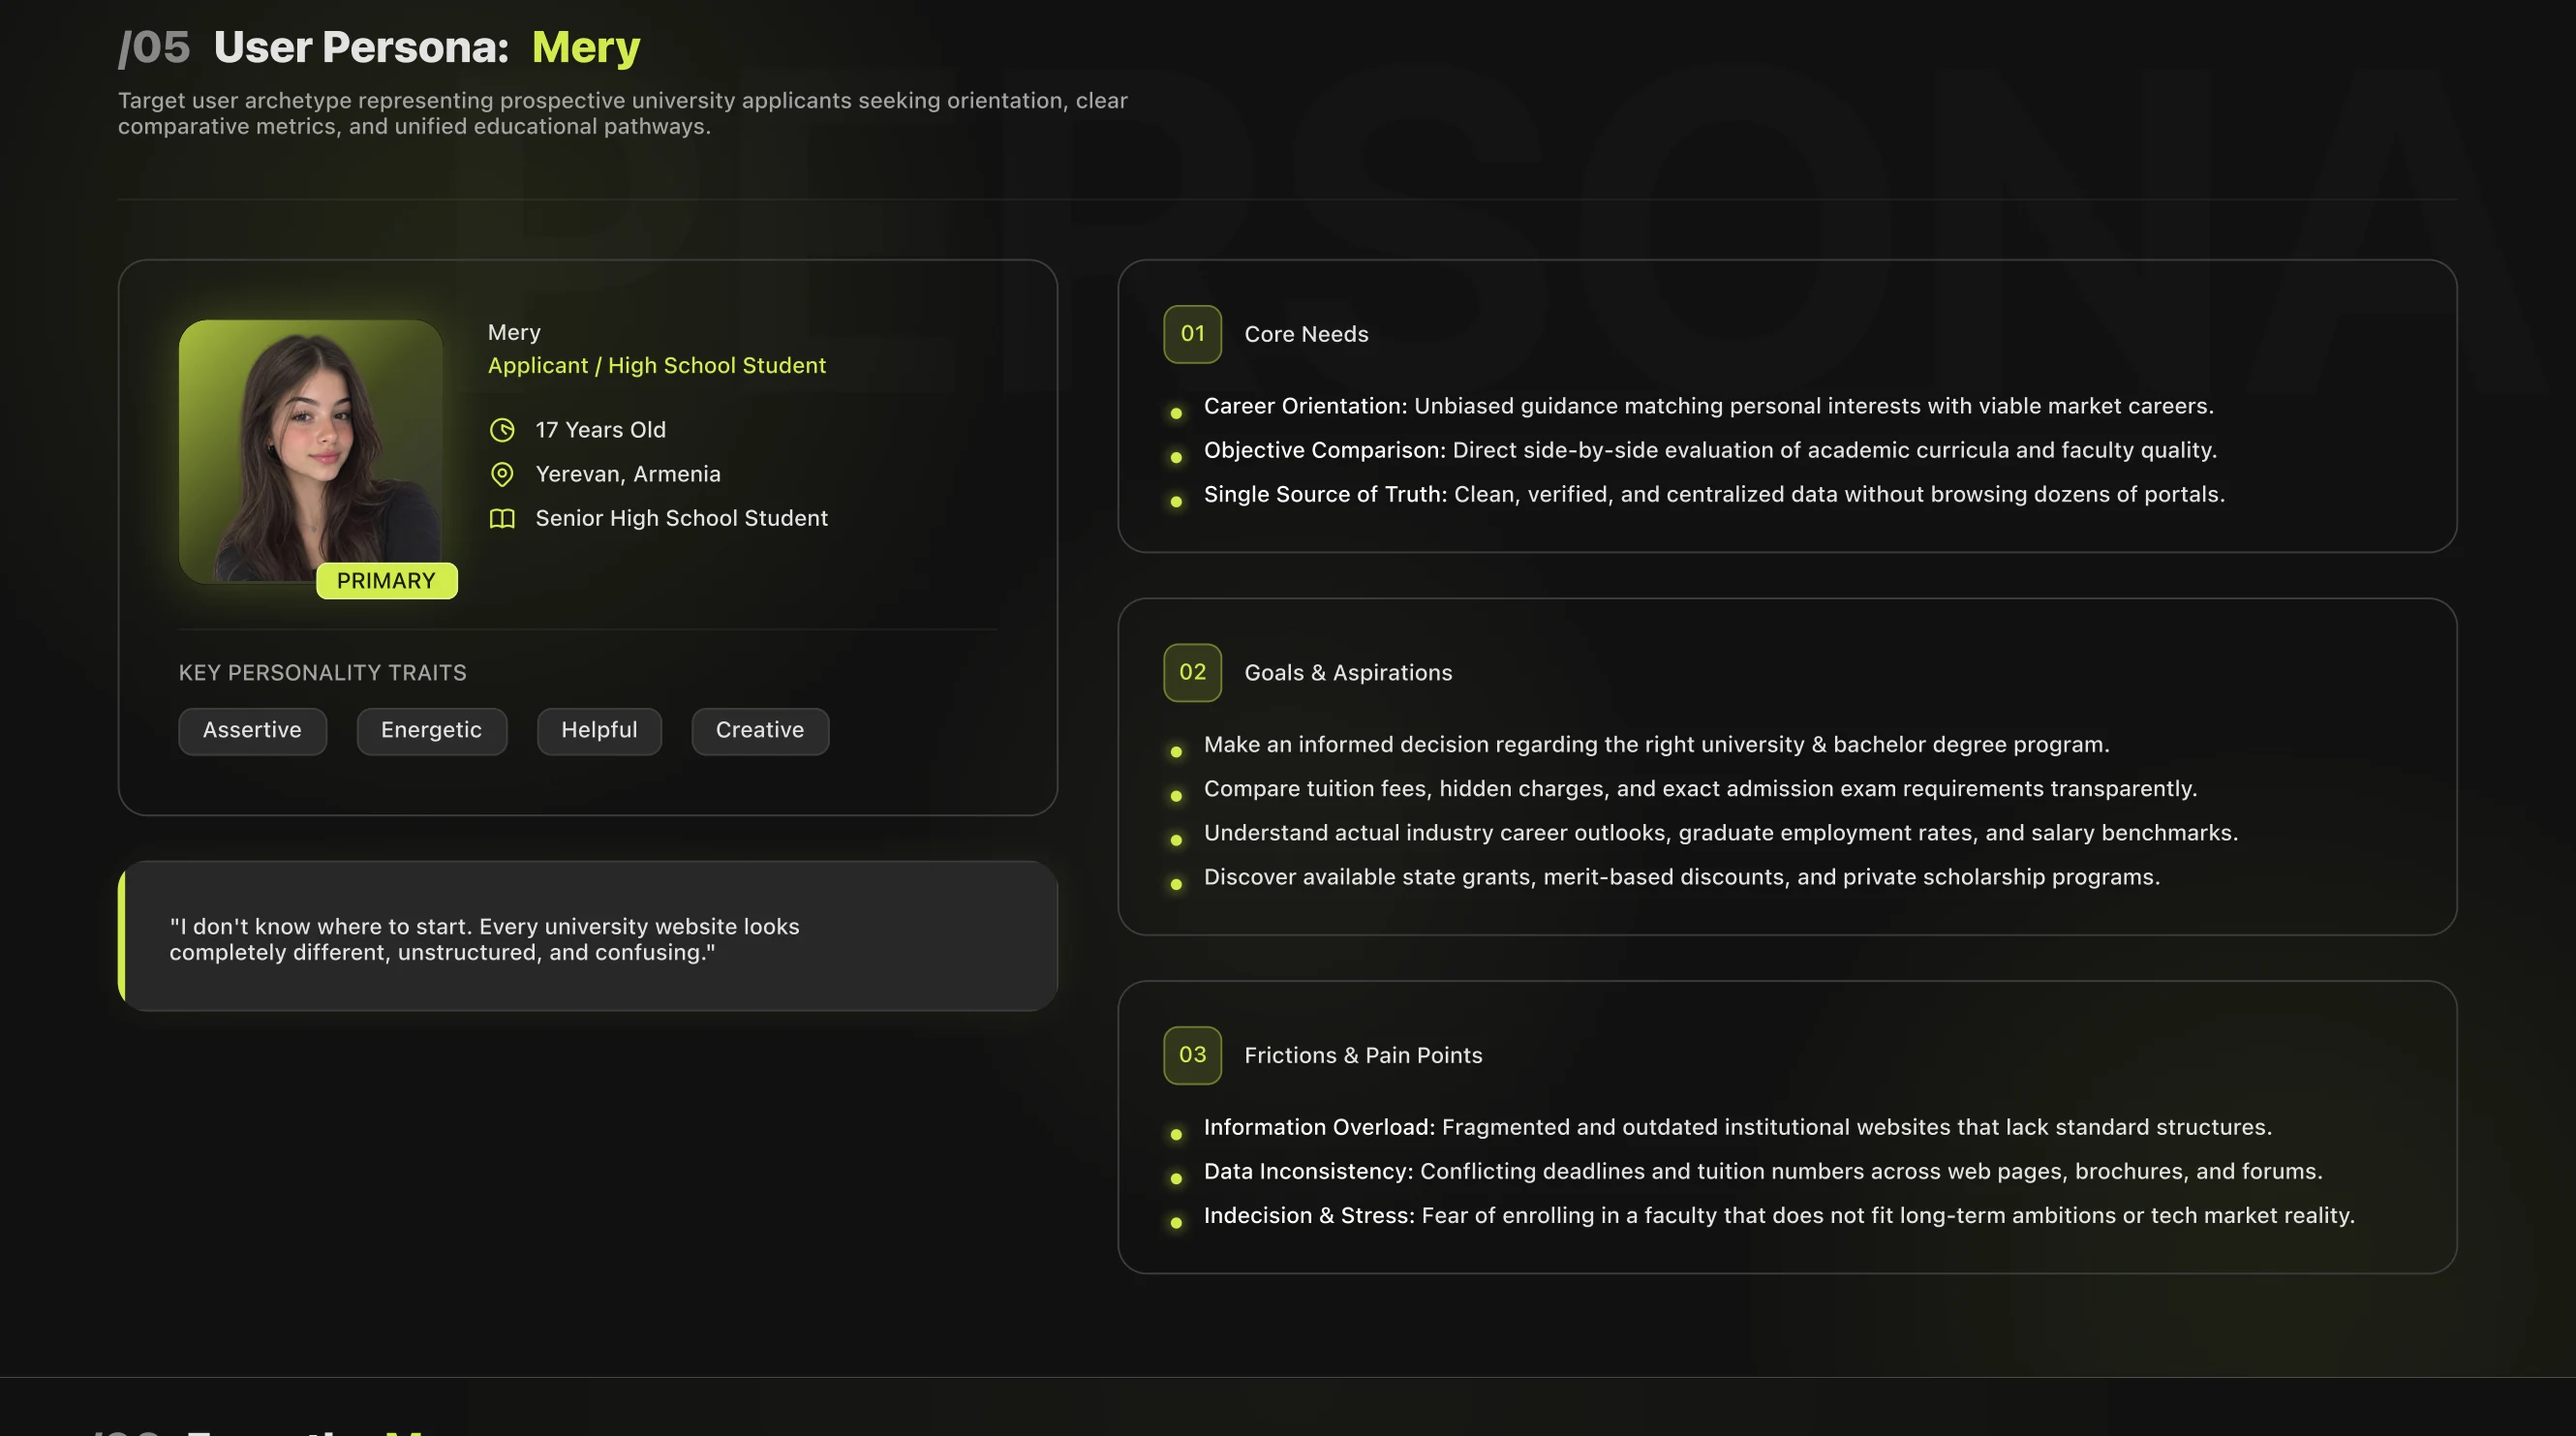 /05 User Persona: Mery
Target user archetype representing prospective university applicants seeking orientation, clear
comparative metrics, and unified educational pathways.
PERSONA
Mery
Applicant / High School Student
17 Years Old
Yerevan, Armenia
Senior High School Student
PRIMARY
KEY PERSONALITY TRAITS
Assertive
Energetic
Helpful
Creative
"I don't know where to start. Every university website looks
completely different, unstructured, and confusing."
01
Core Needs
Career Orientation: Unbiased guidance matching personal interests with viable market careers.
Objective Comparison: Direct side-by-side evaluation of academic curricula and faculty quality.
Single Source of Truth: Clean, verified, and centralized data without browsing dozens of portals.
02
Goals & Aspirations
Make an informed decision regarding the right university & bachelor degree program.
Compare tuition fees, hidden charges, and exact admission exam requirements transparently.
Understand actual industry career outlooks, graduate employment rates, and salary benchmarks.
Discover available state grants, merit-based discounts, and private scholarship programs.
03
Frictions & Pain Points
Information Overload: Fragmented and outdated institutional websites that lack standard structures.
Data Inconsistency: Conflicting deadlines and tuition numbers across web pages, brochures, and forums.
Indecision & Stress: Fear of enrolling in a faculty that does not fit long-term ambitions or tech market reality.